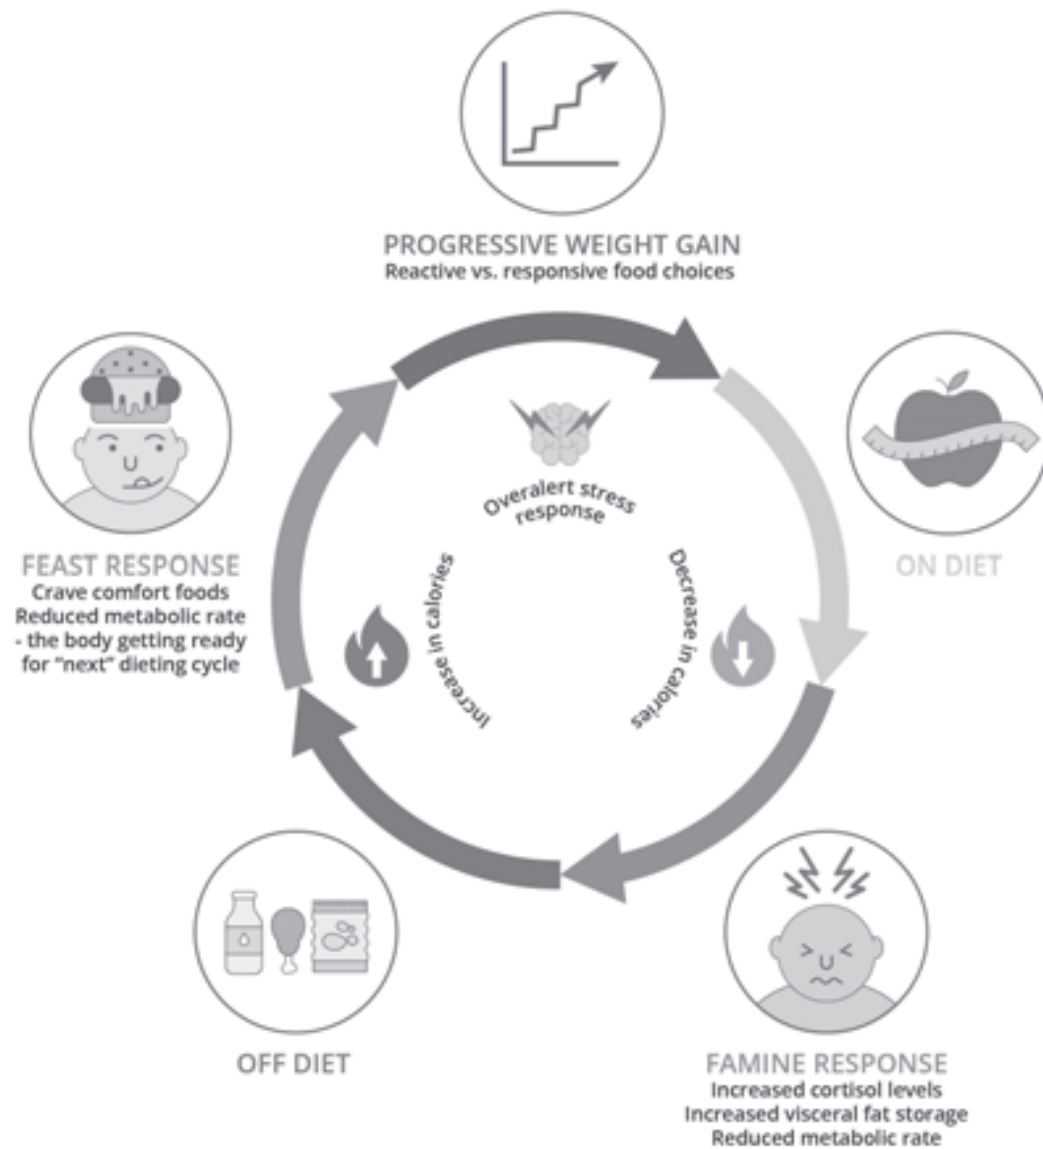 PROGRESSIVE WEIGHT GAIN
Reactive vs. responsive food choices
ON DIET
FAMINE RESPONSE
Increased cortisol levels
Increased visceral fat storage
Reduced metabolic rate
OFF DIET
FEAST RESPONSE
Crave comfort foods
Reduced metabolic rate
- the body getting ready
for "next" dieting cycle
Overalert stress
response
Decrease in calories
Increase in calories